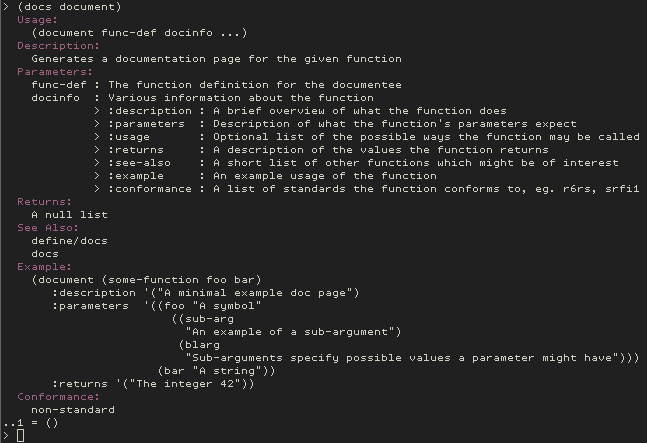 > (docs document)
Usage:
(document func-def docinfo ...)
Description:
Generates a documentation page for the given function
Parameters:
func-def : The function definition for the documentee
docinfo  : Various information about the function
> :description : A brief overview of what the function does
> :parameters  : Description of what the function's parameters expect
> :usage       : Optional list of the possible ways the function may be called
> :returns     : A description of the values the function returns
> :see-also    : A short list of other functions which might be of interest
> :example     : An example usage of the function
> :conformance : A list of standards the function conforms to, eg. r6rs, srfi1
Returns:
A null list
See Also:
define/docs
docs
Example:
(document (some-function foo bar)
:description '("A minimal example doc page")
:parameters  '((foo "A symbol"
((sub-arg
"An example of a sub-argument")
(blarg
"Sub-arguments specify possible values a parameter might have")))
(bar "A string"))
:returns '("The integer 42"))
Conformance:
non-standard
..1 = ()
>